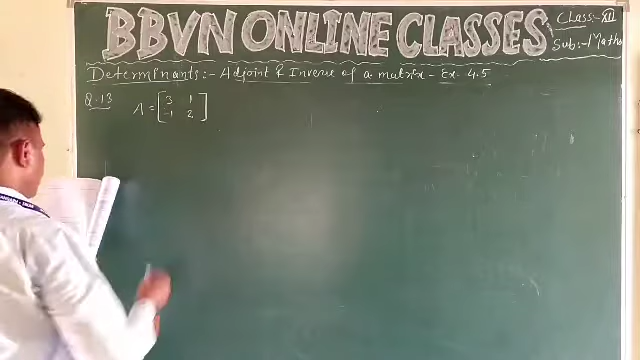 BBVN ONLINE CLASSES
Class:-XII
Sub:-Maths
Determinants:- Adjoint & Inverse of a matrix - Ex- 4.5
Q.13
A = [ 3 1
-1 2 ]